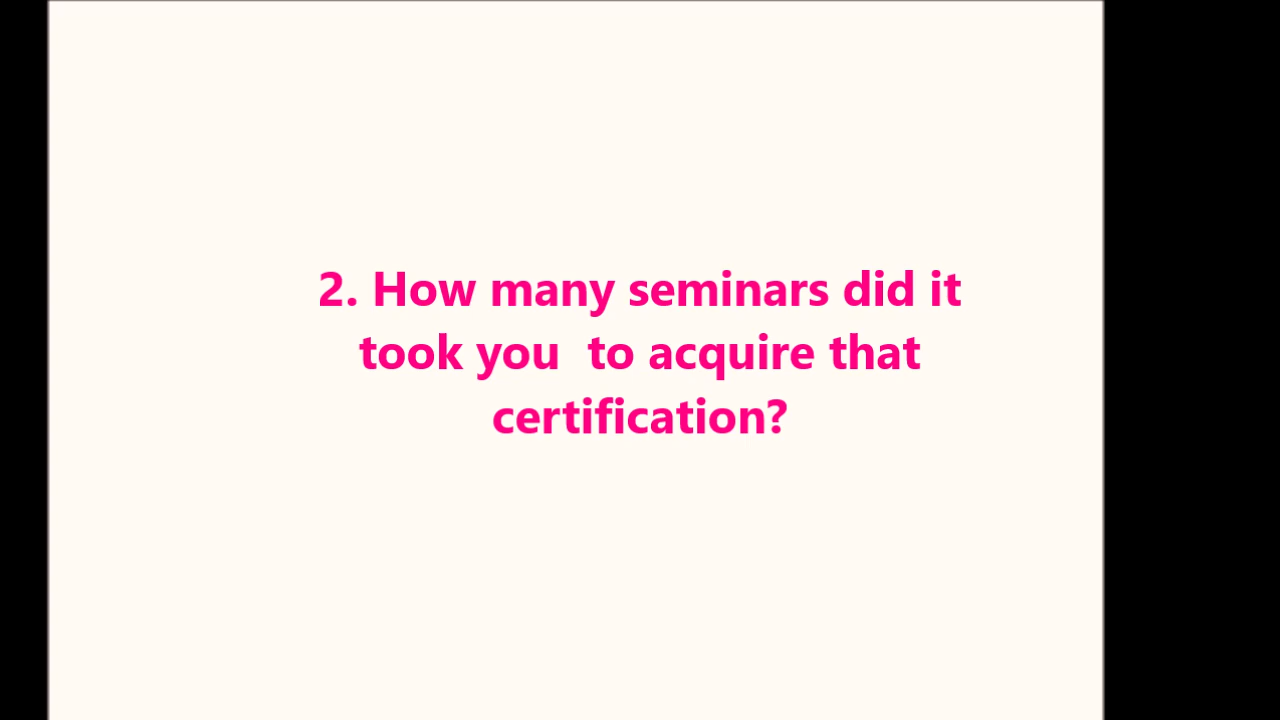 2. How many seminars did it
took you  to acquire that
certification?